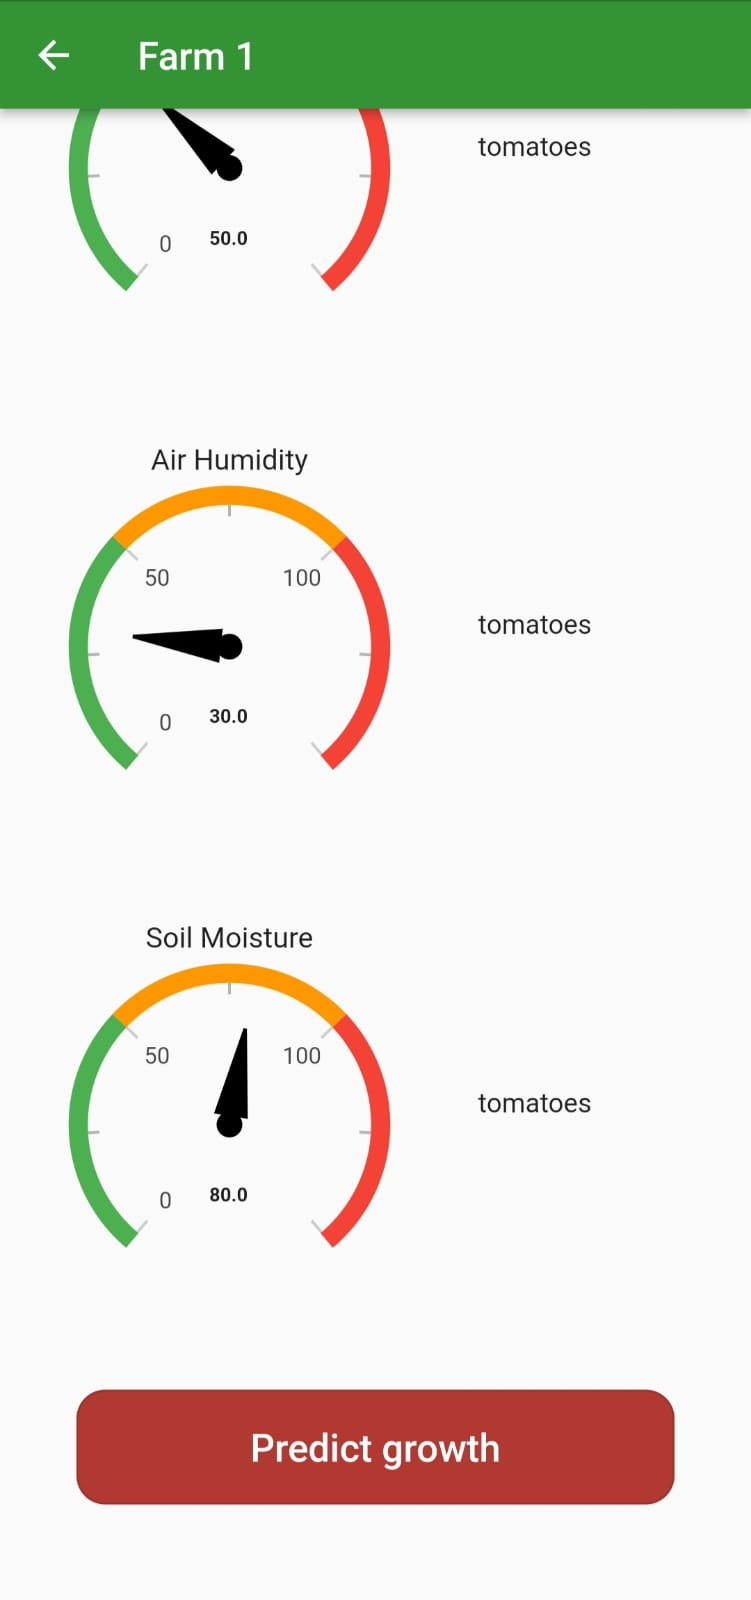 Farm 1
tomatoes
0
50.0
Air Humidity
50
100
tomatoes
0
30.0
Soil Moisture
50
100
tomatoes
0
80.0
Predict growth